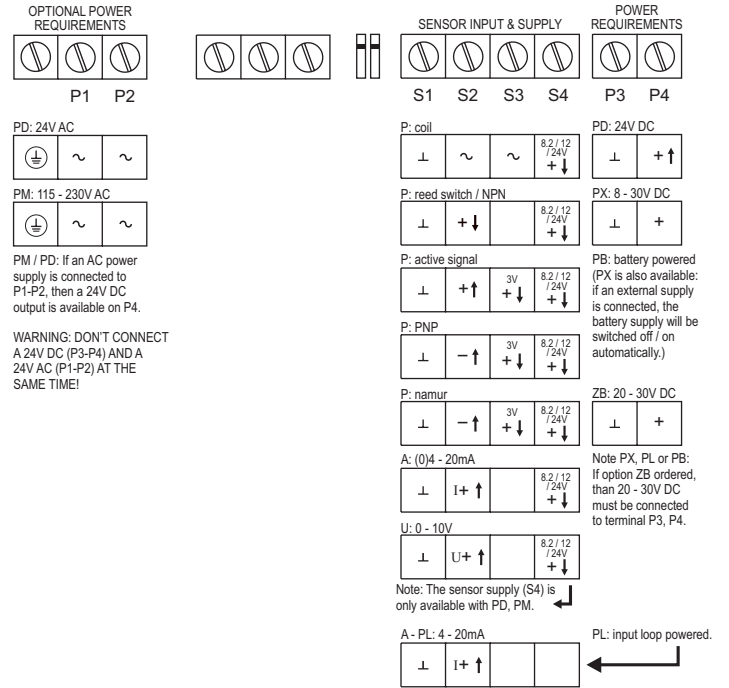 OPTIONAL POWER
REQUIREMENTS
P1 P2
PD: 24V AC
PM: 115 - 230V AC
PM / PD: If an AC power
supply is connected to
P1-P2, then a 24V DC
output is available on P4.
WARNING: DON'T CONNECT
A 24V DC (P3-P4) AND A
24V AC (P1-P2) AT THE
SAME TIME!
SENSOR INPUT & SUPPLY
S1 S2 S3 S4
P: coil
8.2 / 12
/ 24V
+
P: reed switch / NPN
+
8.2 / 12
/ 24V
+
P: active signal
+
3V
+
8.2 / 12
/ 24V
+
P: PNP
−
3V
+
8.2 / 12
/ 24V
+
P: namur
−
3V
+
8.2 / 12
/ 24V
+
A: (0)4 - 20mA
I+
8.2 / 12
/ 24V
+
U: 0 - 10V
U+
8.2 / 12
/ 24V
+
Note: The sensor supply (S4) is
only available with PD, PM.
A - PL: 4 - 20mA
I+
POWER
REQUIREMENTS
P3 P4
PD: 24V DC
+
PX: 8 - 30V DC
+
PB: battery powered
(PX is also available:
if an external supply
is connected, the
battery supply will be
switched off / on
automatically.)
ZB: 20 - 30V DC
+
Note PX, PL or PB:
If option ZB ordered,
than 20 - 30V DC
must be connected
to terminal P3, P4.
PL: input loop powered.